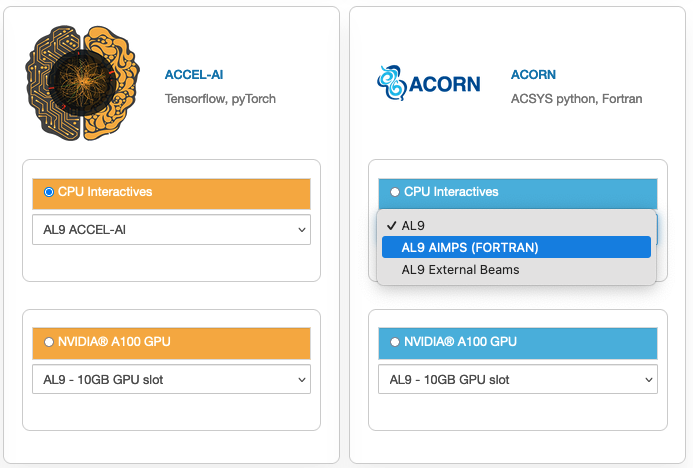 ACCEL-AI
Tensorflow, pyTorch
CPU Interactives
AL9 ACCEL-AI
NVIDIA® A100 GPU
AL9 - 10GB GPU slot
ACORN
ACORN
ACSYS python, Fortran
CPU Interactives
✓ AL9
AL9 AIMPS (FORTRAN)
AL9 External Beams
NVIDIA® A100 GPU
AL9 - 10GB GPU slot